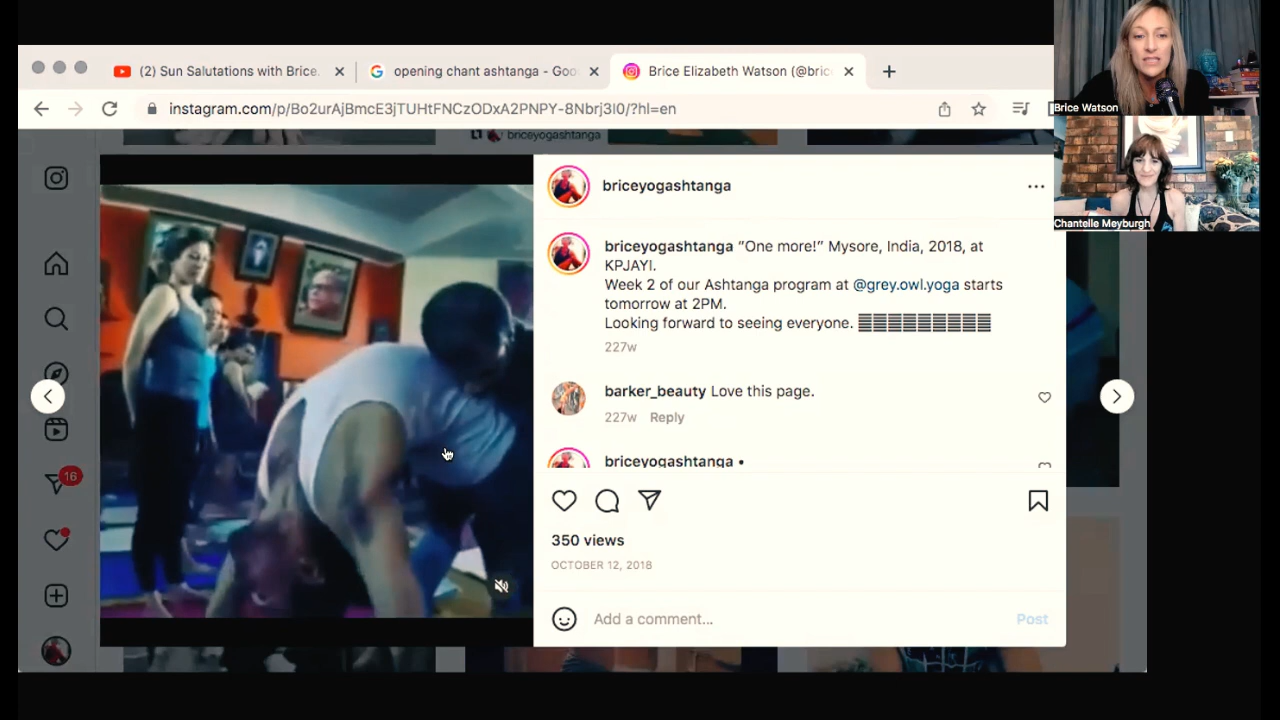 (2) Sun Salutations with Brice.
opening chant ashtanga - Goo
Brice Elizabeth Watson (@bric
instagram.com/p/Bo2urAjBmcE3jTUHtFNCzODxA2PNPY-8Nbrj3l0/?hl=en
Brice Watson
Chantelle Meyburgh
briceyogashtanga
briceyogashtanga
briceyogashtanga "One more!" Mysore, India, 2018, at
KPJAYI.
Week 2 of our Ashtanga program at @grey.owl.yoga starts
tomorrow at 2PM.
Looking forward to seeing everyone.
227w
barker_beauty Love this page.
227w Reply
briceyogashtanga •
16
350 views
OCTOBER 12, 2018
Add a comment...
Post